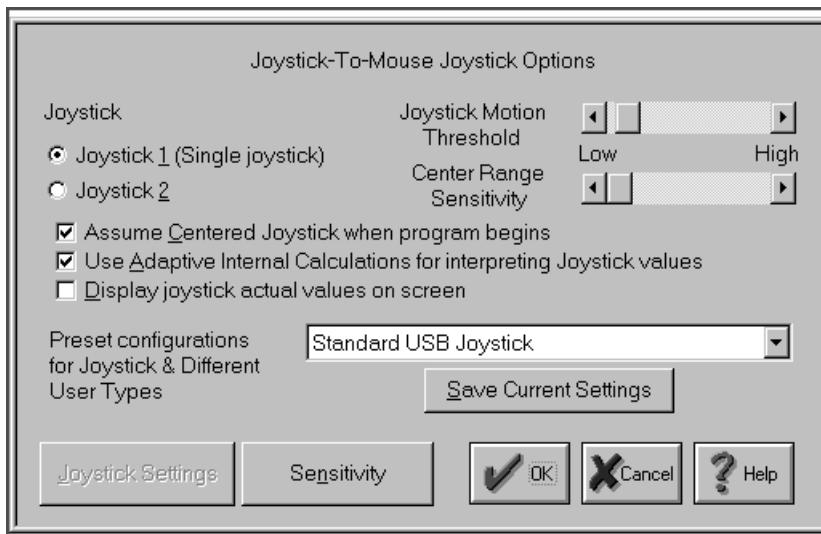 Joystick-To-Mouse Joystick Options
Joystick
Joystick 1 (Single joystick)
Joystick 2
Joystick Motion
Threshold
Low High
Center Range
Sensitivity
Assume Centered Joystick when program begins
Use Adaptive Internal Calculations for interpreting Joystick values
Display joystick actual values on screen
Preset configurations
for Joystick & Different
User Types
Standard USB Joystick
Save Current Settings
Joystick Settings
Sensitivity
OK
Cancel
Help